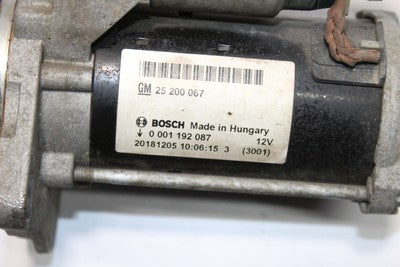 GM 25 200 067
BOSCH Made in Hungary
0 001 192 087 12V
20181205 10:06:15 3 (3001)